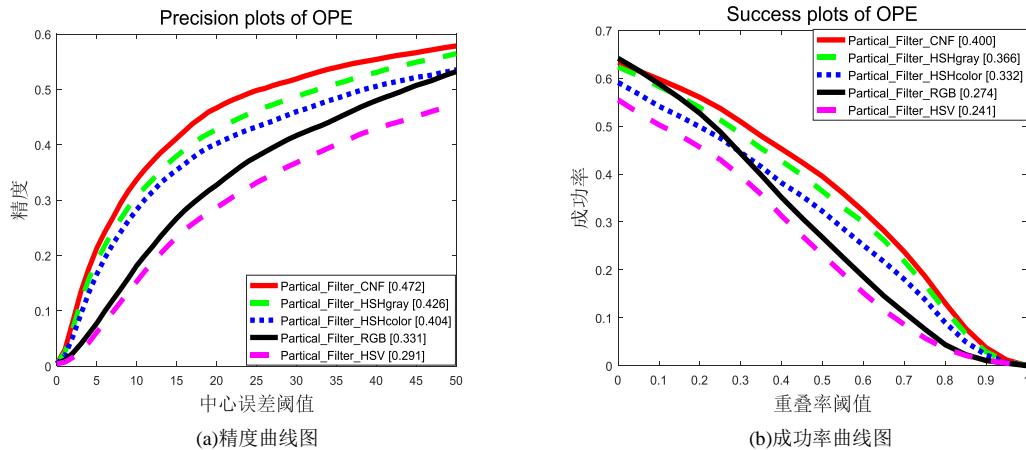 Precision plots of OPE
0.6
0.5
0.4
0.3
0.2
0.1
0
精度
Partical_Filter_CNF [0.472]
Partical_Filter_HSHgray [0.426]
Partical_Filter_HSHcolor [0.404]
Partical_Filter_RGB [0.331]
Partical_Filter_HSV [0.291]
0 5 10 15 20 25 30 35 40 45 50
中心误差阈值
(a)精度曲线图
Success plots of OPE
0.7
0.6
0.5
0.4
0.3
0.2
0.1
0
成功率
Partical_Filter_CNF [0.400]
Partical_Filter_HSHgray [0.366]
Partical_Filter_HSHcolor [0.332]
Partical_Filter_RGB [0.274]
Partical_Filter_HSV [0.241]
0 0.1 0.2 0.3 0.4 0.5 0.6 0.7 0.8 0.9
重叠率阈值
(b)成功率曲线图